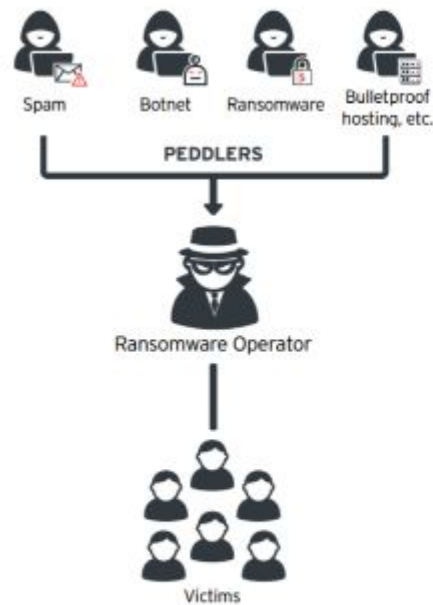 Spam
Botnet
Ransomware
Bulletproof
hosting, etc.
PEDDLERS
Ransomware Operator
Victims